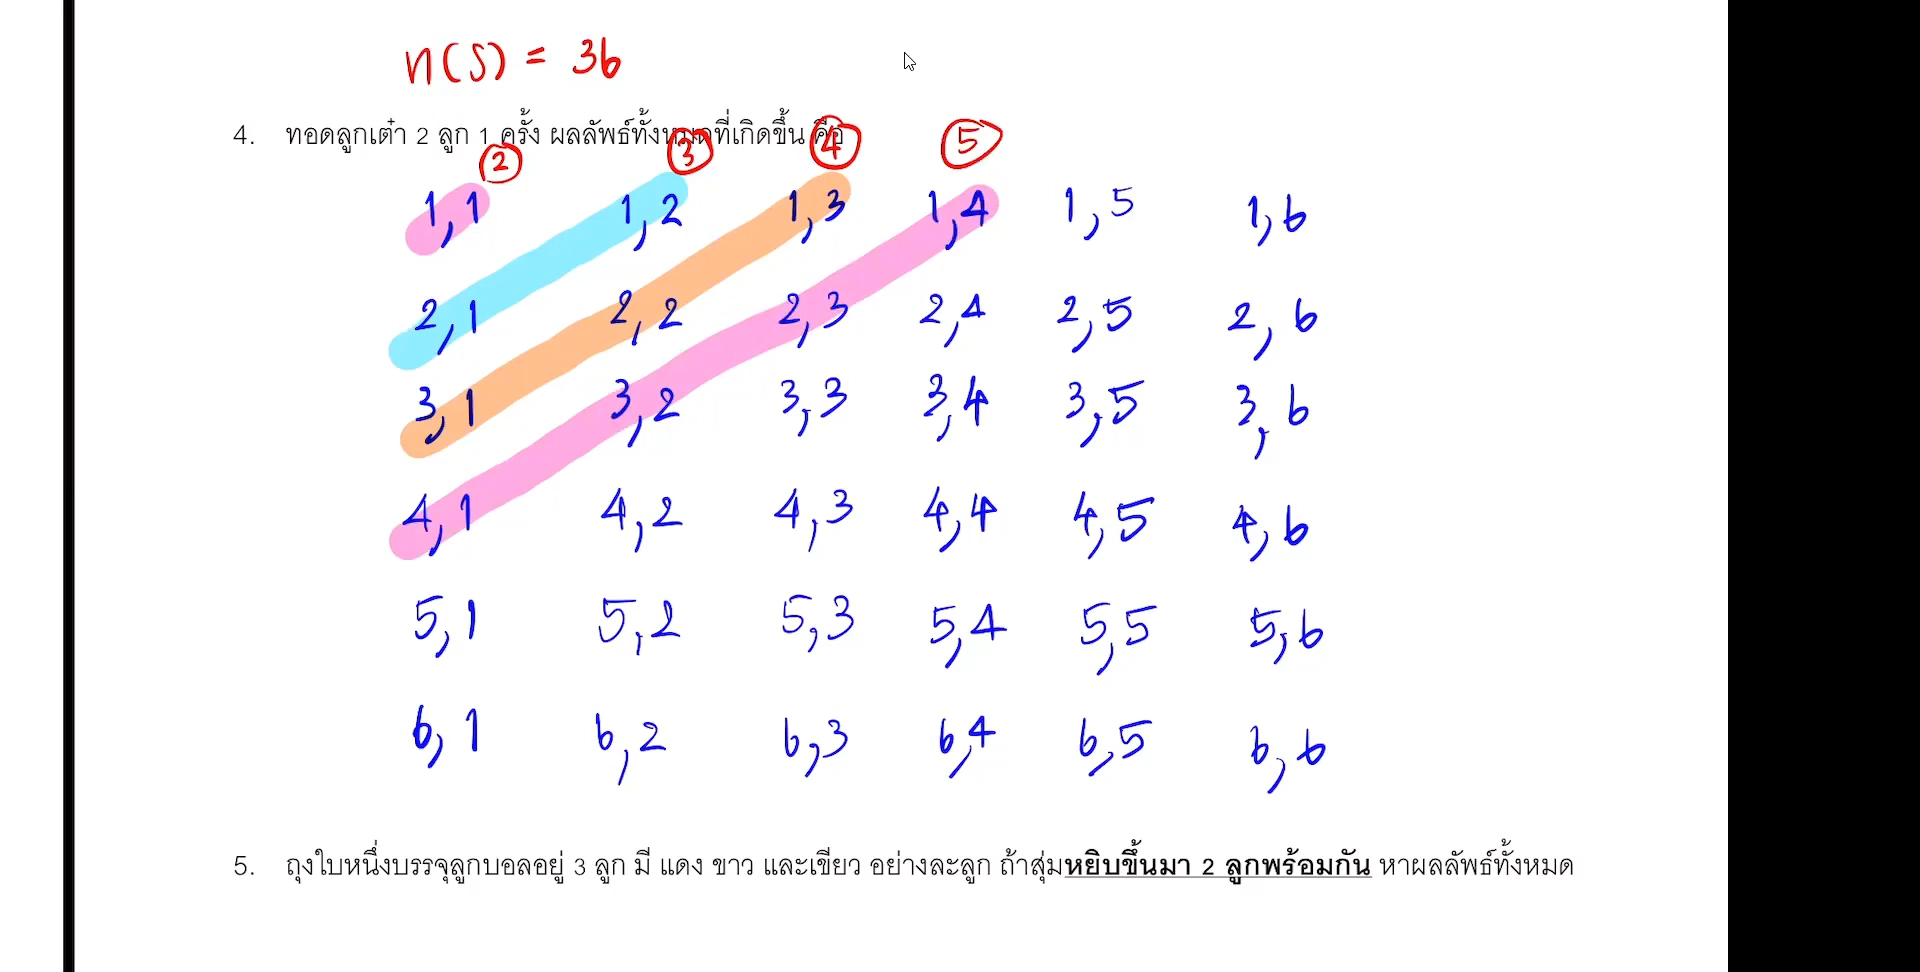 n(S) = 36
4. ทอดลูกเต๋า 2 ลูก 1 ครั้ง ผลลัพธ์ทั้งหมดที่เกิดขึ้น คือ
2 3 4 5
1,1 1,2 1,3 1,4 1,5 1,6
2,1 2,2 2,3 2,4 2,5 2,6
3,1 3,2 3,3 3,4 3,5 3,6
4,1 4,2 4,3 4,4 4,5 4,6
5,1 5,2 5,3 5,4 5,5 5,6
6,1 6,2 6,3 6,4 6,5 6,6
5. ถุงใบหนึ่งบรรจุลูกบอลอยู่ 3 ลูก มี แดง ขาว และเขียว อย่างละลูก ถ้าสุ่มหยิบขึ้นมา 2 ลูกพร้อมกัน หาผลลัพธ์ทั้งหมด